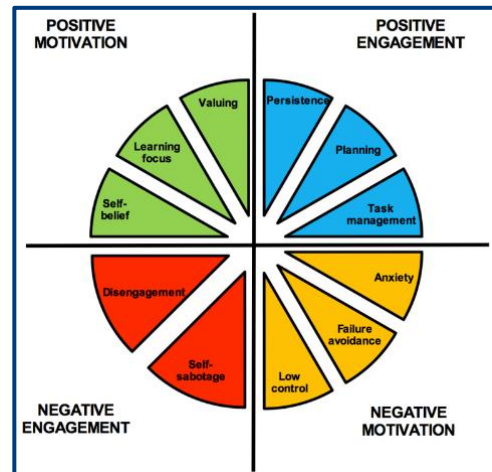 POSITIVE
MOTIVATION
POSITIVE
ENGAGEMENT
Valuing
Persistence
Learning
focus
Planning
Self-
belief
Task
management
Disengagement
Anxiety
Self-
sabotage
Failure
avoidance
Low
control
NEGATIVE
ENGAGEMENT
NEGATIVE
MOTIVATION